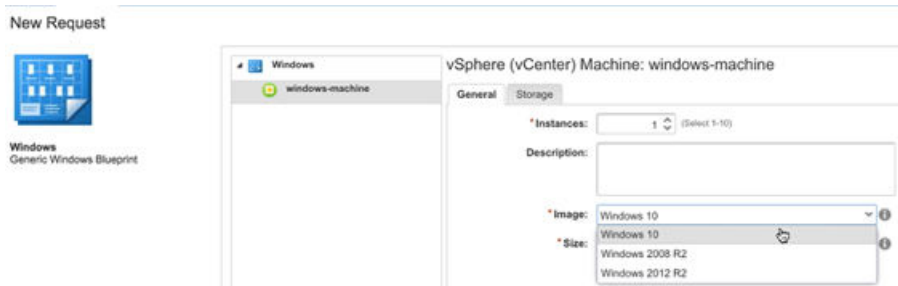 New Request
Windows
Generic Windows Blueprint
Windows
windows-machine
vSphere (vCenter) Machine: windows-machine
General Storage
*Instances: 1 (Select 1-10)
Description:
*Image: Windows 10
Windows 10
*Size:
Windows 2008 R2
Windows 2012 R2